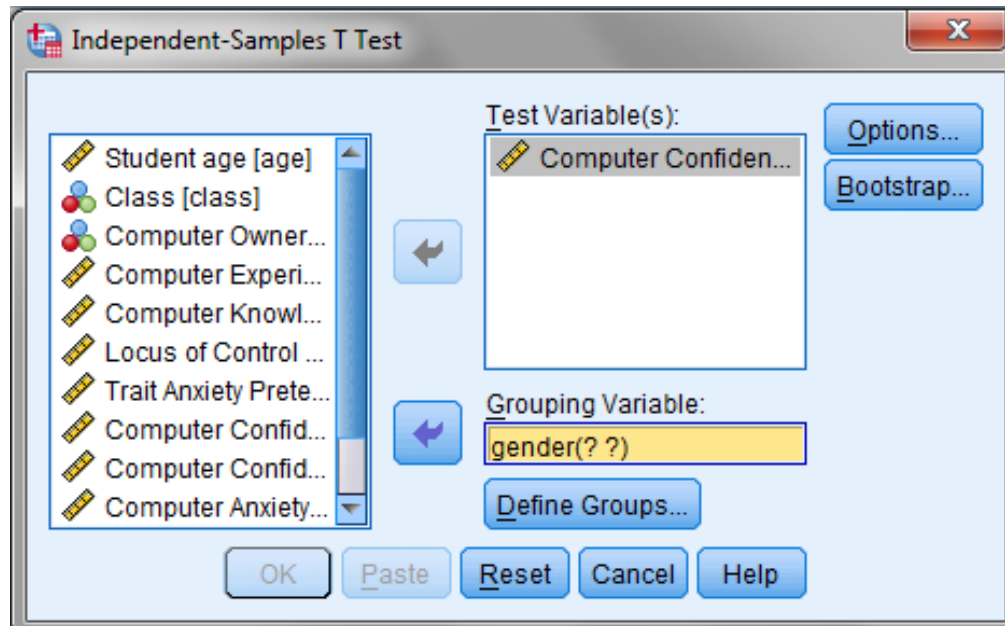 Independent-Samples T Test
Student age [age]
Class [class]
Computer Owner...
Computer Experi...
Computer Knowl...
Locus of Control ...
Trait Anxiety Prete...
Computer Confid...
Computer Confid...
Computer Anxiety...
Test Variable(s):
Computer Confiden...
Grouping Variable:
gender(? ?)
Define Groups...
Options...
Bootstrap...
OK Paste Reset Cancel Help